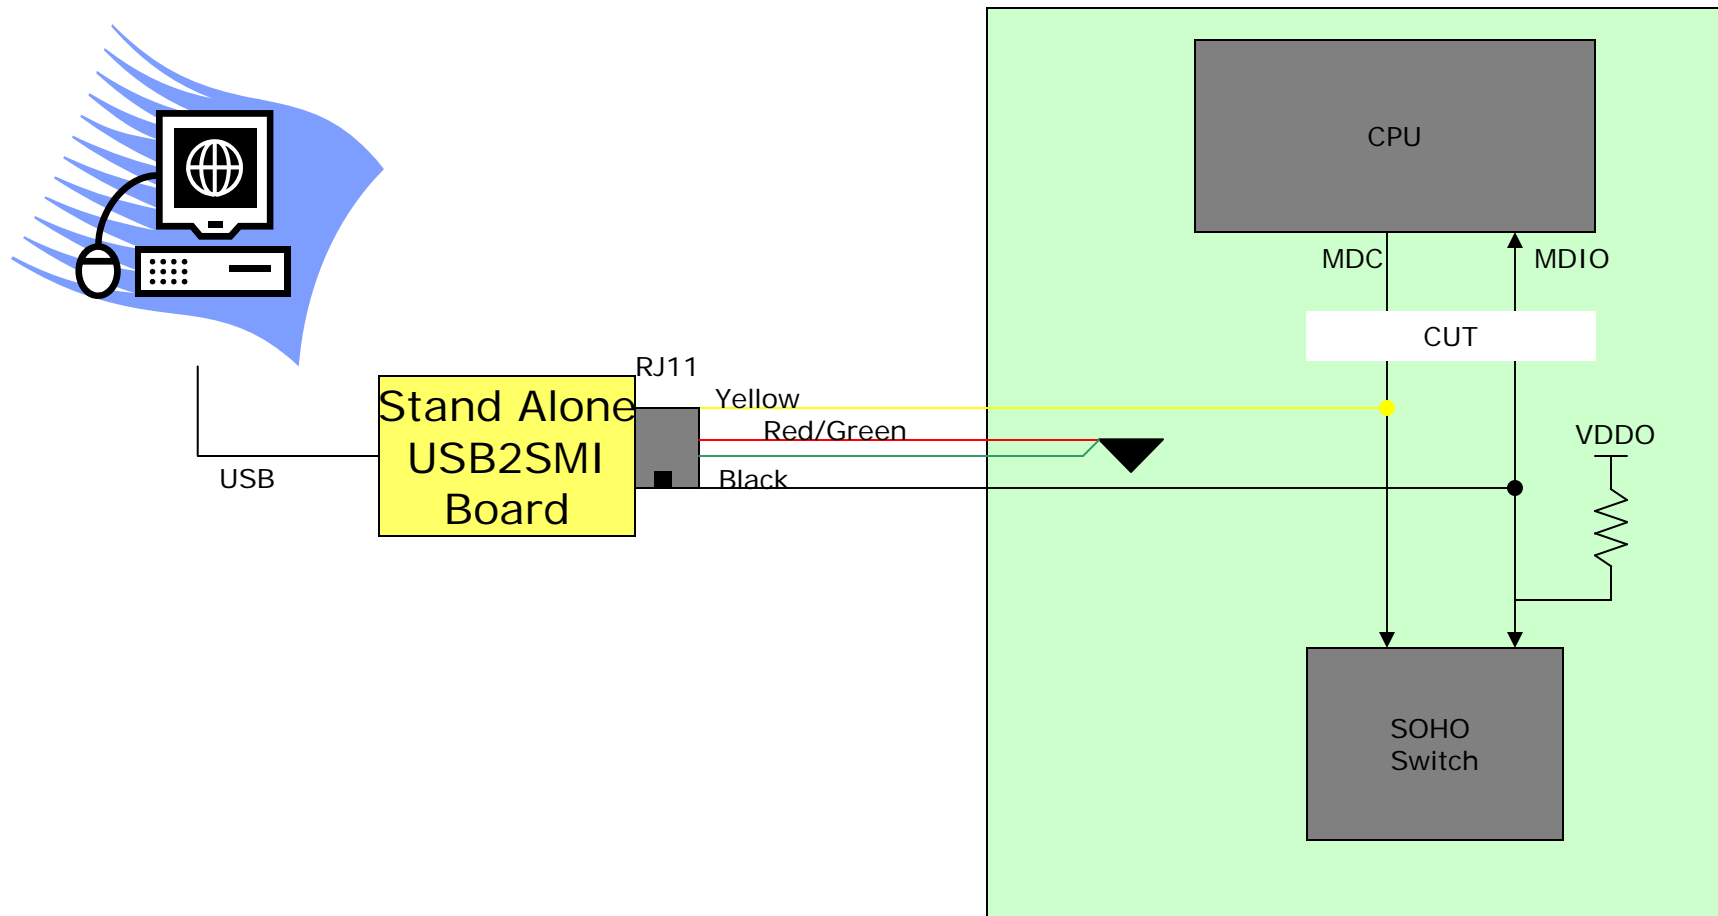 CPU
MDC
MDIO
CUT
RJ11
Stand Alone
USB2SMI
Board
Yellow
Red/Green
Black
USB
VDDO
SOHO
Switch